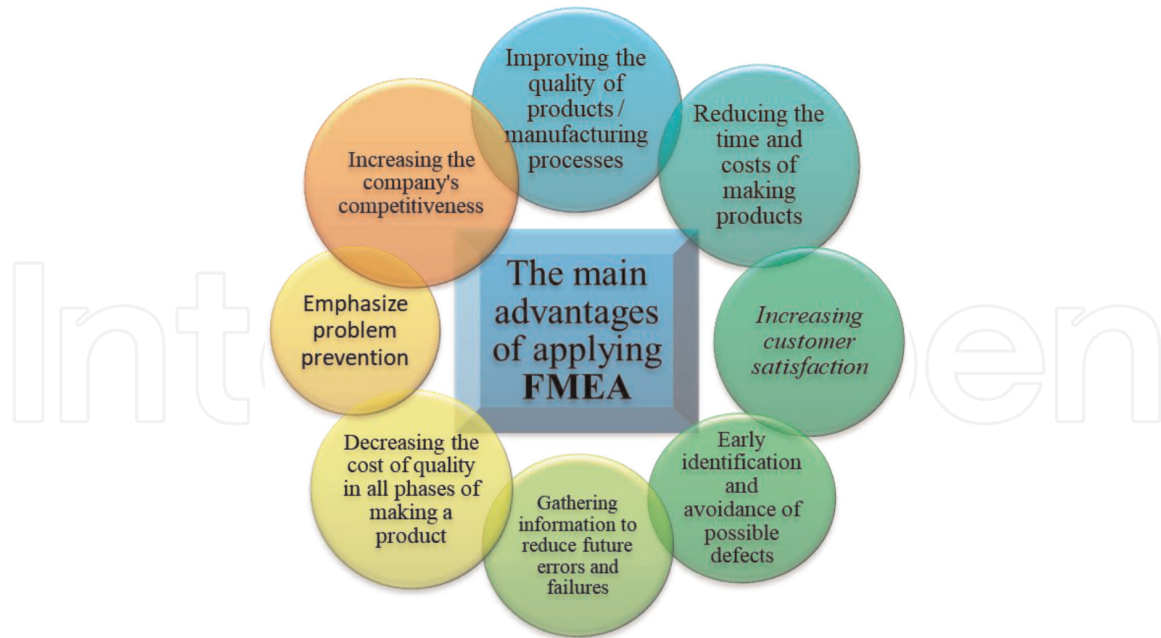 Improving the
quality of
products /
manufacturing
processes
Reducing the
time and
costs of
making
products
Increasing
customer
satisfaction
Early
identification
and
avoidance of
possible
defects
Gathering
information to
reduce future
errors and
failures
Decreasing the
cost of quality
in all phases of
making a
product
Emphasize
problem
prevention
Increasing the
company's
competitiveness
The main
advantages
of applying
FMEA